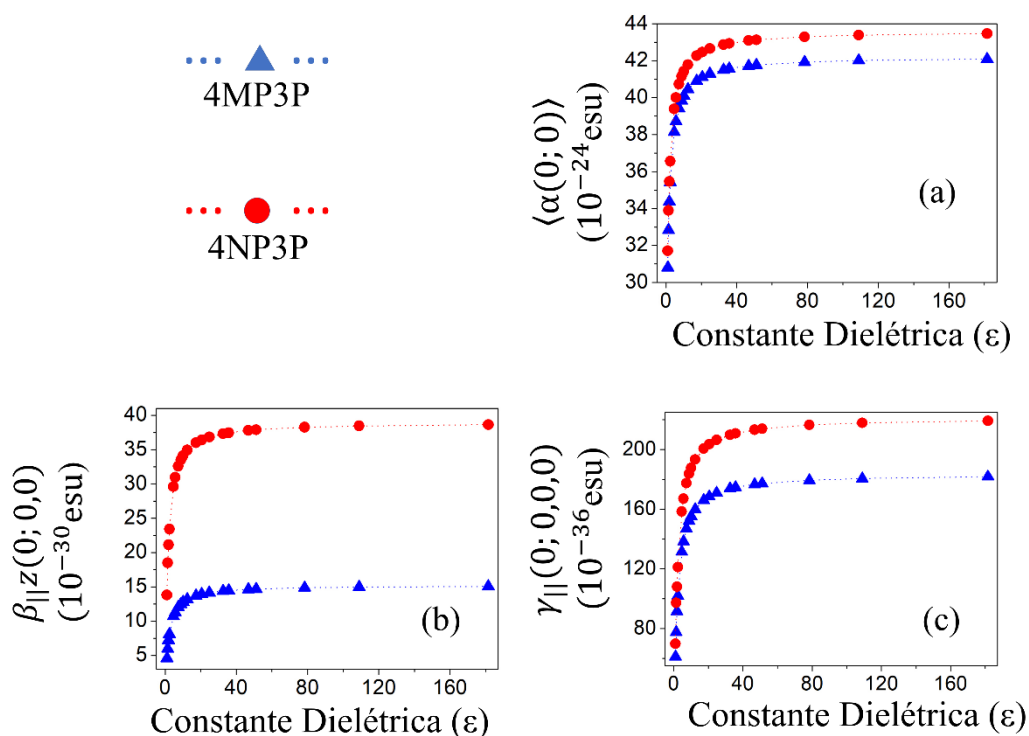 4MP3P
4NP3P
⟨α(0; 0)⟩
(10⁻²⁴esu)
44
42
40
38
36
34
32
30
(a)
0 40 80 120 160
Constante Dielétrica (ε)
β||z(0; 0,0)
(10⁻³⁰esu)
40
35
30
25
20
15
10
5
(b)
0 40 80 120 160
Constante Dielétrica (ε)
γ||(0; 0,0,0)
(10⁻³⁶esu)
200
160
120
80
(c)
0 40 80 120 160
Constante Dielétrica (ε)